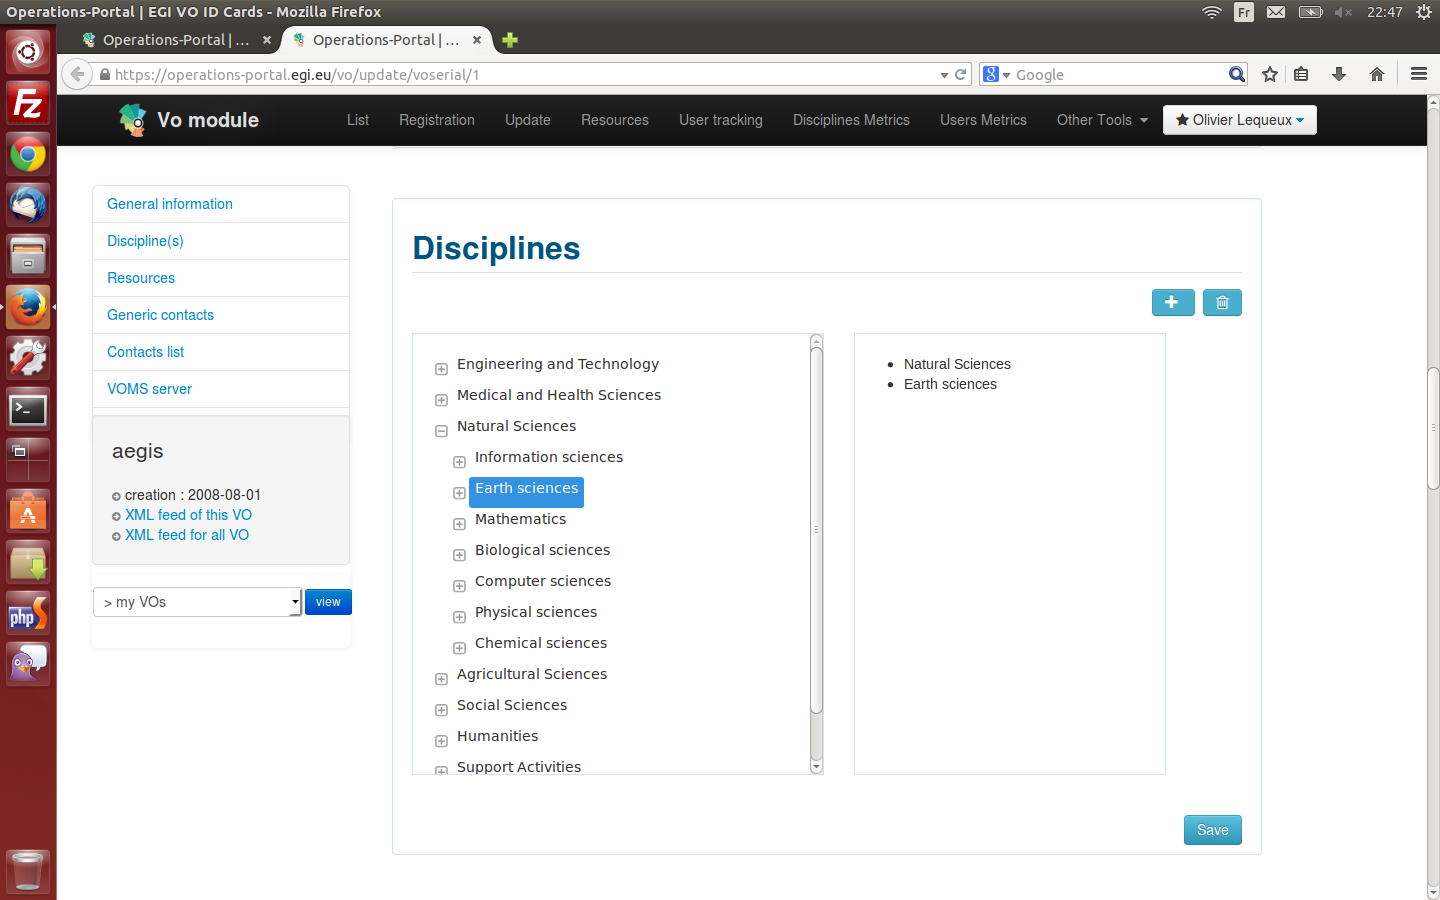 Operations-Portal | EGI VO ID Cards - Mozilla Firefox
Fr
22:47
Operations-Portal | ...
Operations-Portal | ...
https://operations-portal.egi.eu/vo/update/voserial/1
8
Google
Vo module
List
Registration
Update
Resources
User tracking
Disciplines Metrics
Users Metrics
Other Tools
Olivier Lequeux
General information
Discipline(s)
Resources
Generic contacts
Contacts list
VOMS server
aegis
creation : 2008-08-01
XML feed of this VO
XML feed for all VO
> my VOs
view
Disciplines
Engineering and Technology
Medical and Health Sciences
Natural Sciences
Information sciences
Earth sciences
Mathematics
Biological sciences
Computer sciences
Physical sciences
Chemical sciences
Agricultural Sciences
Social Sciences
Humanities
Support Activities
Natural Sciences
Earth sciences
Save
Fz
>_
A
php
S